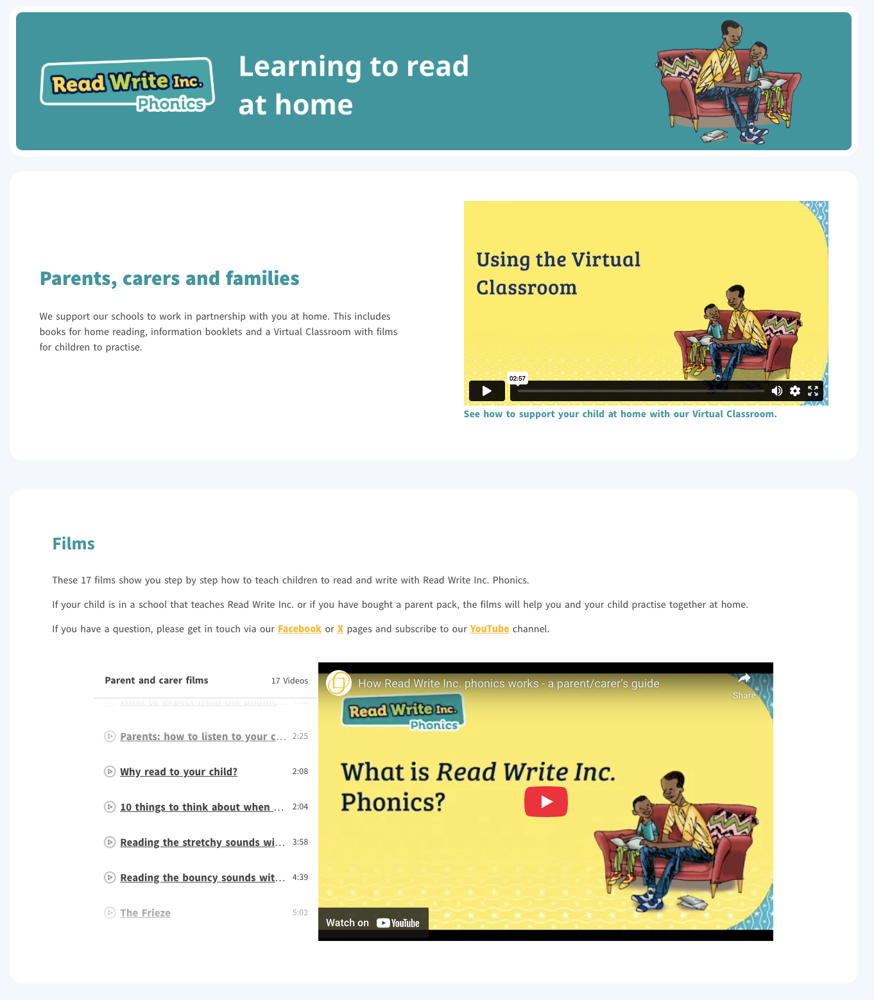 Read Write Inc.
Phonics
Learning to read
at home
Parents, carers and families
We support our schools to work in partnership with you at home. This includes
books for home reading, information booklets and a Virtual Classroom with films
for children to practise.
Using the Virtual
Classroom
02:57
See how to support your child at home with our Virtual Classroom.
Films
These 17 films show you step by step how to teach children to read and write with Read Write Inc. Phonics.
If your child is in a school that teaches Read Write Inc. or if you have bought a parent pack, the films will help you and your child practise together at home.
If you have a question, please get in touch via our Facebook or X pages and subscribe to our YouTube channel.
Parent and carer films 17 Videos
What to expect from the phonic...
Parents: how to listen to your c... 2:25
Why read to your child? 2:08
10 things to think about when ... 2:04
Reading the stretchy sounds wi... 3:58
Reading the bouncy sounds wit... 4:39
The Frieze 5:02
How Read Write Inc. phonics works - a parent/carer's guide
Share
Read Write Inc.
Phonics
What is Read Write Inc.
Phonics?
Watch on YouTube